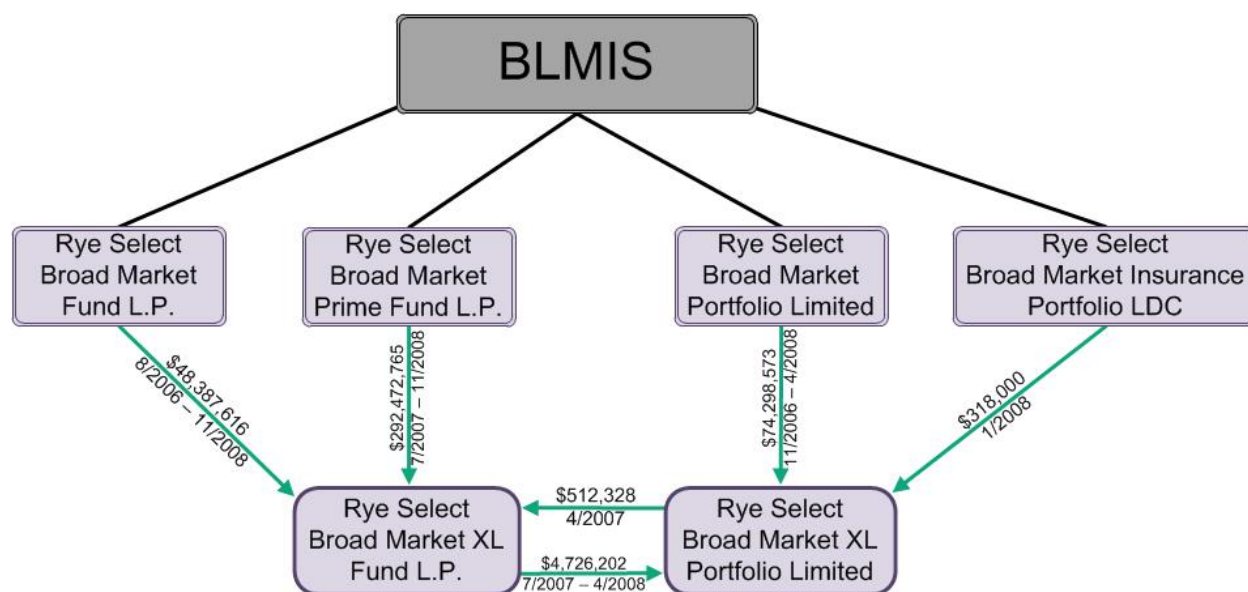 BLMIS
Rye Select
Broad Market
Fund L.P.
Rye Select
Broad Market
Prime Fund L.P.
Rye Select
Broad Market
Portfolio Limited
Rye Select
Broad Market Insurance
Portfolio LDC
$48,387,616
8/2006 – 11/2008
$292,472,765
7/2007 – 11/2008
$74,298,573
11/2006 – 4/2008
$318,000
1/2008
Rye Select
Broad Market XL
Fund L.P.
$512,328
4/2007
$4,726,202
7/2007 – 4/2008
Rye Select
Broad Market XL
Portfolio Limited